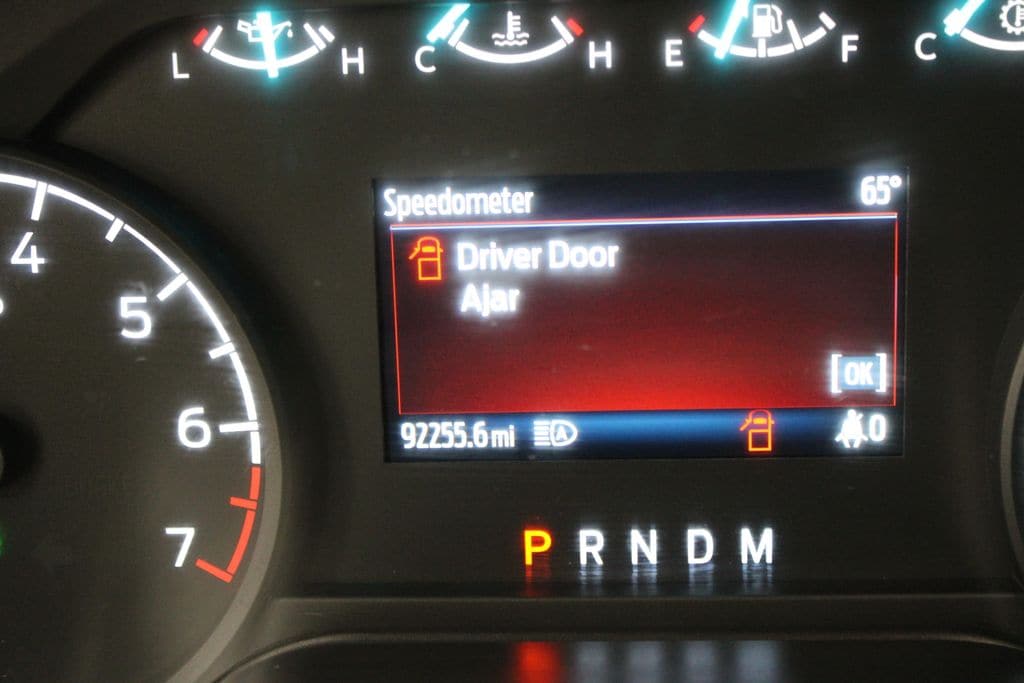 L H C H E F C
Speedometer 65°
Driver Door
Ajar
OK
92255.6 mi A 0
4
5
6
7
P R N D M